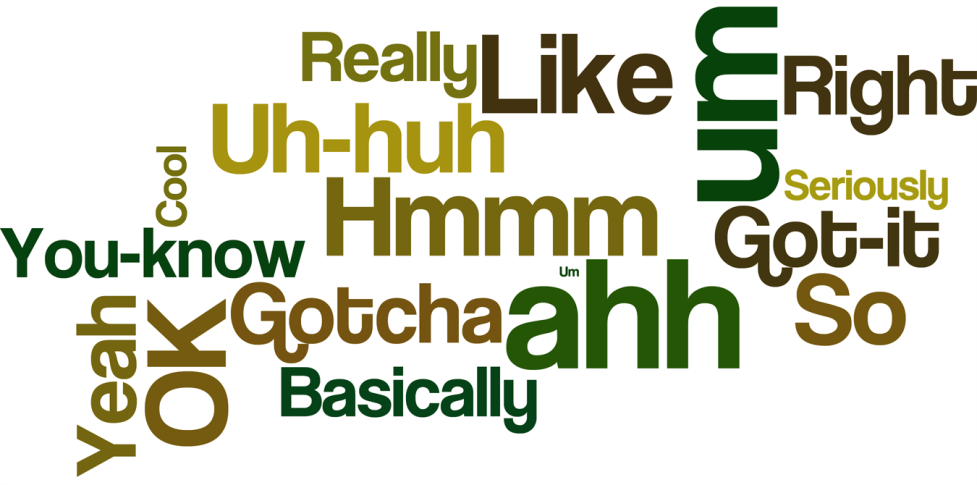 Really
Like
um
Right
Uh-huh
Cool
Hmmm
Seriously
You-know
Got-it
Um
Yeah
OK
Gotcha
ahh
So
Basically